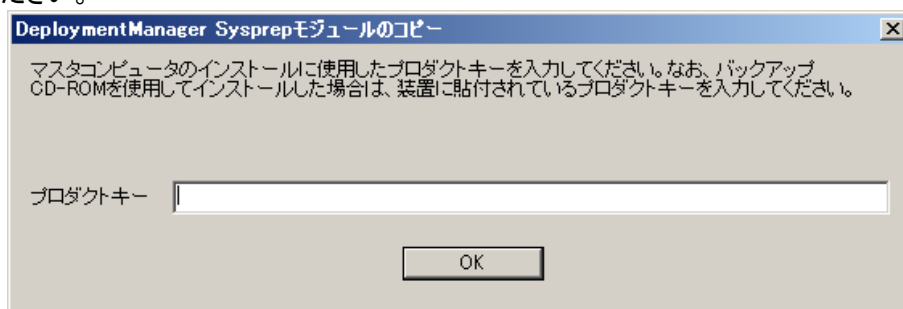 ださい。
DeploymentManager Sysprepモジュールのコピー
マスタコンピュータのインストールに使用したプロダクトキーを入力してください。なお、バックアップ
CD-ROMを使用してインストールした場合は、装置に貼付されているプロダクトキーを入力してください。
プロダクトキー
OK